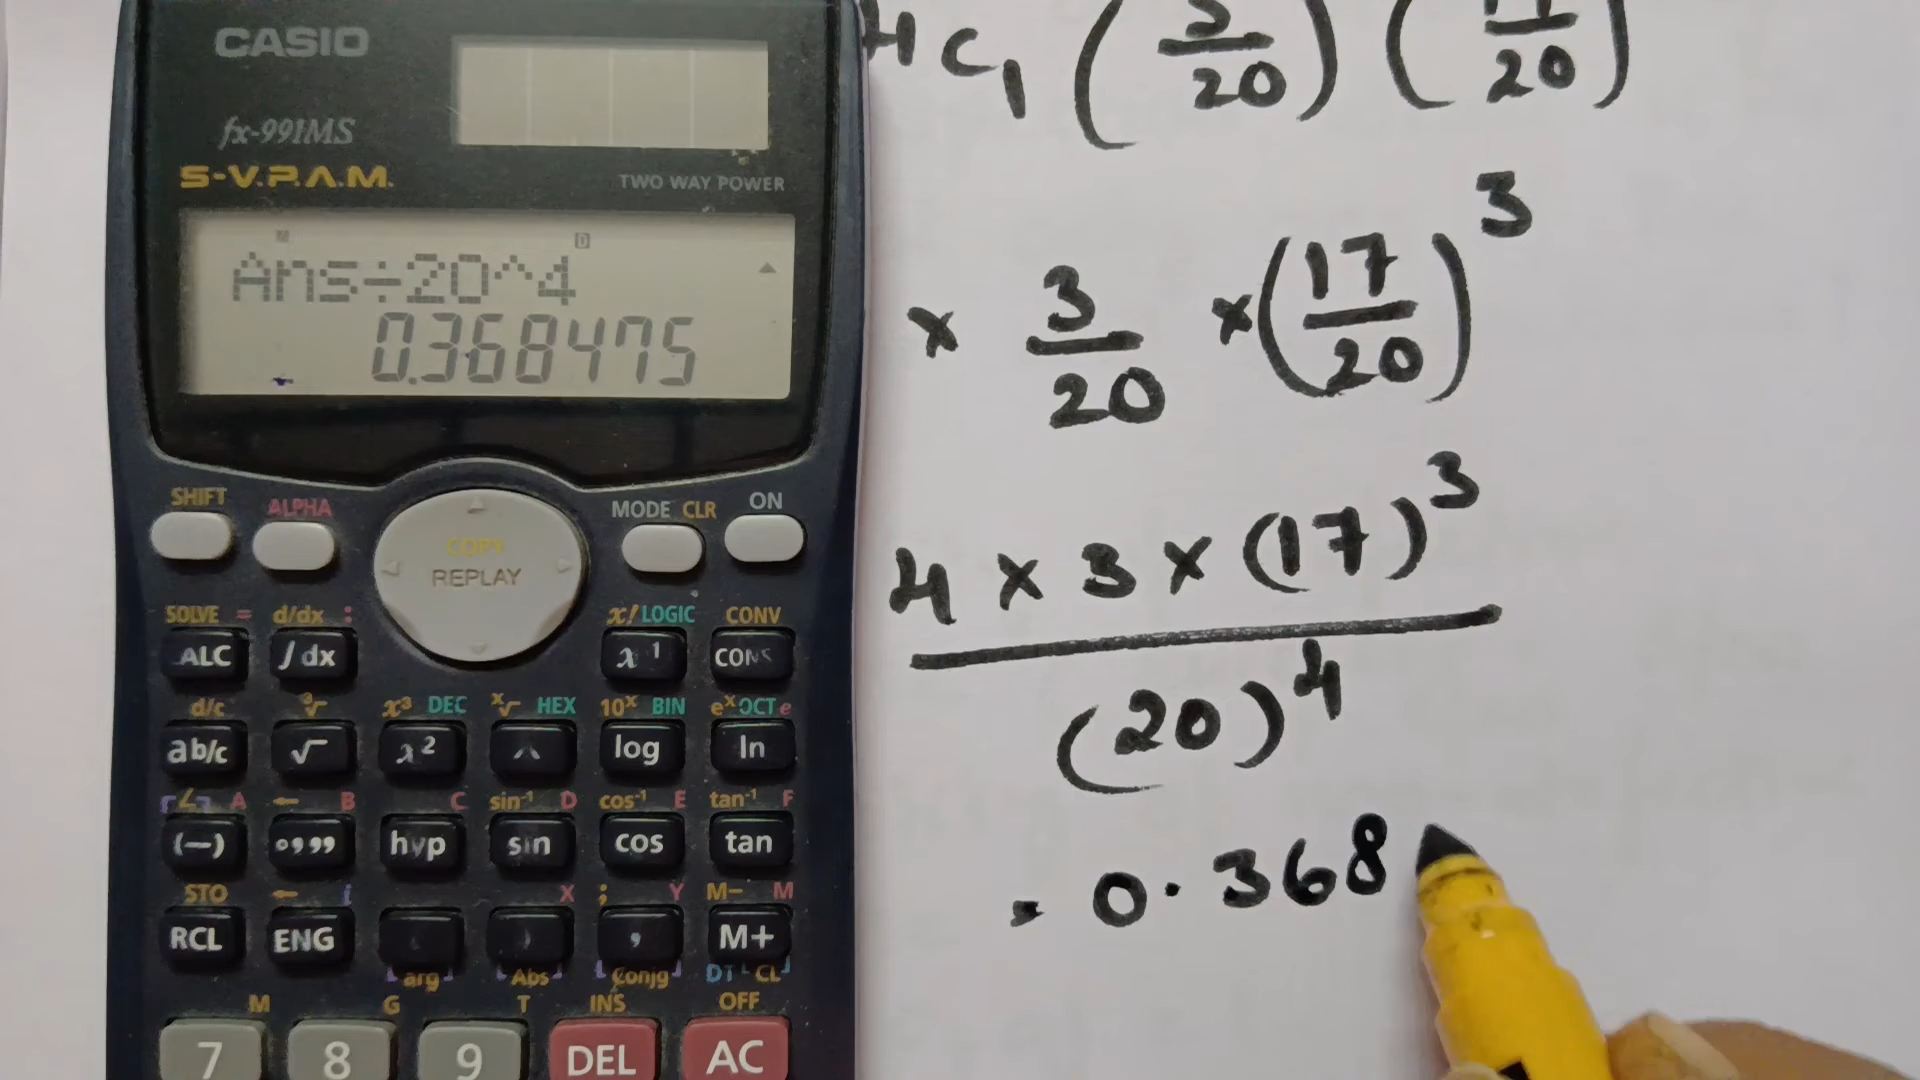 CASIO
fx-991MS
S-V.P.A.M.
TWO WAY POWER
Ans÷20^4
0.368475
SHIFT ALPHA MODE CLR ON
COPY
REPLAY
SOLVE = d/dx : x! LOGIC CONV
ALC ∫dx x⁻¹ CONS
d/c ³√ x³ DEC ˣ√ HEX 10ˣ BIN eˣ OCT e
ab/c √ x² ^ log ln
∠ A ← B C sin⁻¹ D cos⁻¹ E tan⁻¹ F
(−) °,,, hyp sin cos tan
STO ← i X ; Y M− M
RCL ENG ) , M+
arg Abs Conjg DT CL
M G T INS OFF
7 8 9 DEL AC
4C₁ (3/20) (17/20)
× 3/20 ×(17/20)³
4 × 3 × (17)³
(20)⁴
= 0.368